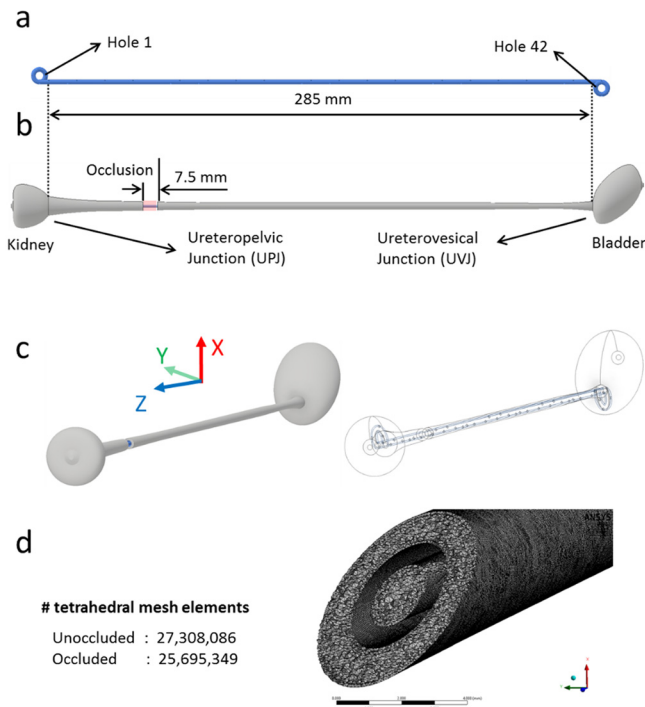 a
Hole 1
Hole 42
285 mm
b
Occlusion
7.5 mm
Kidney
Ureteropelvic
Junction (UPJ)
Ureterovesical
Junction (UVJ)
Bladder
c
X
Y
Z
d
ANSYS
# tetrahedral mesh elements
Unoccluded : 27,308,086
Occluded : 25,695,349